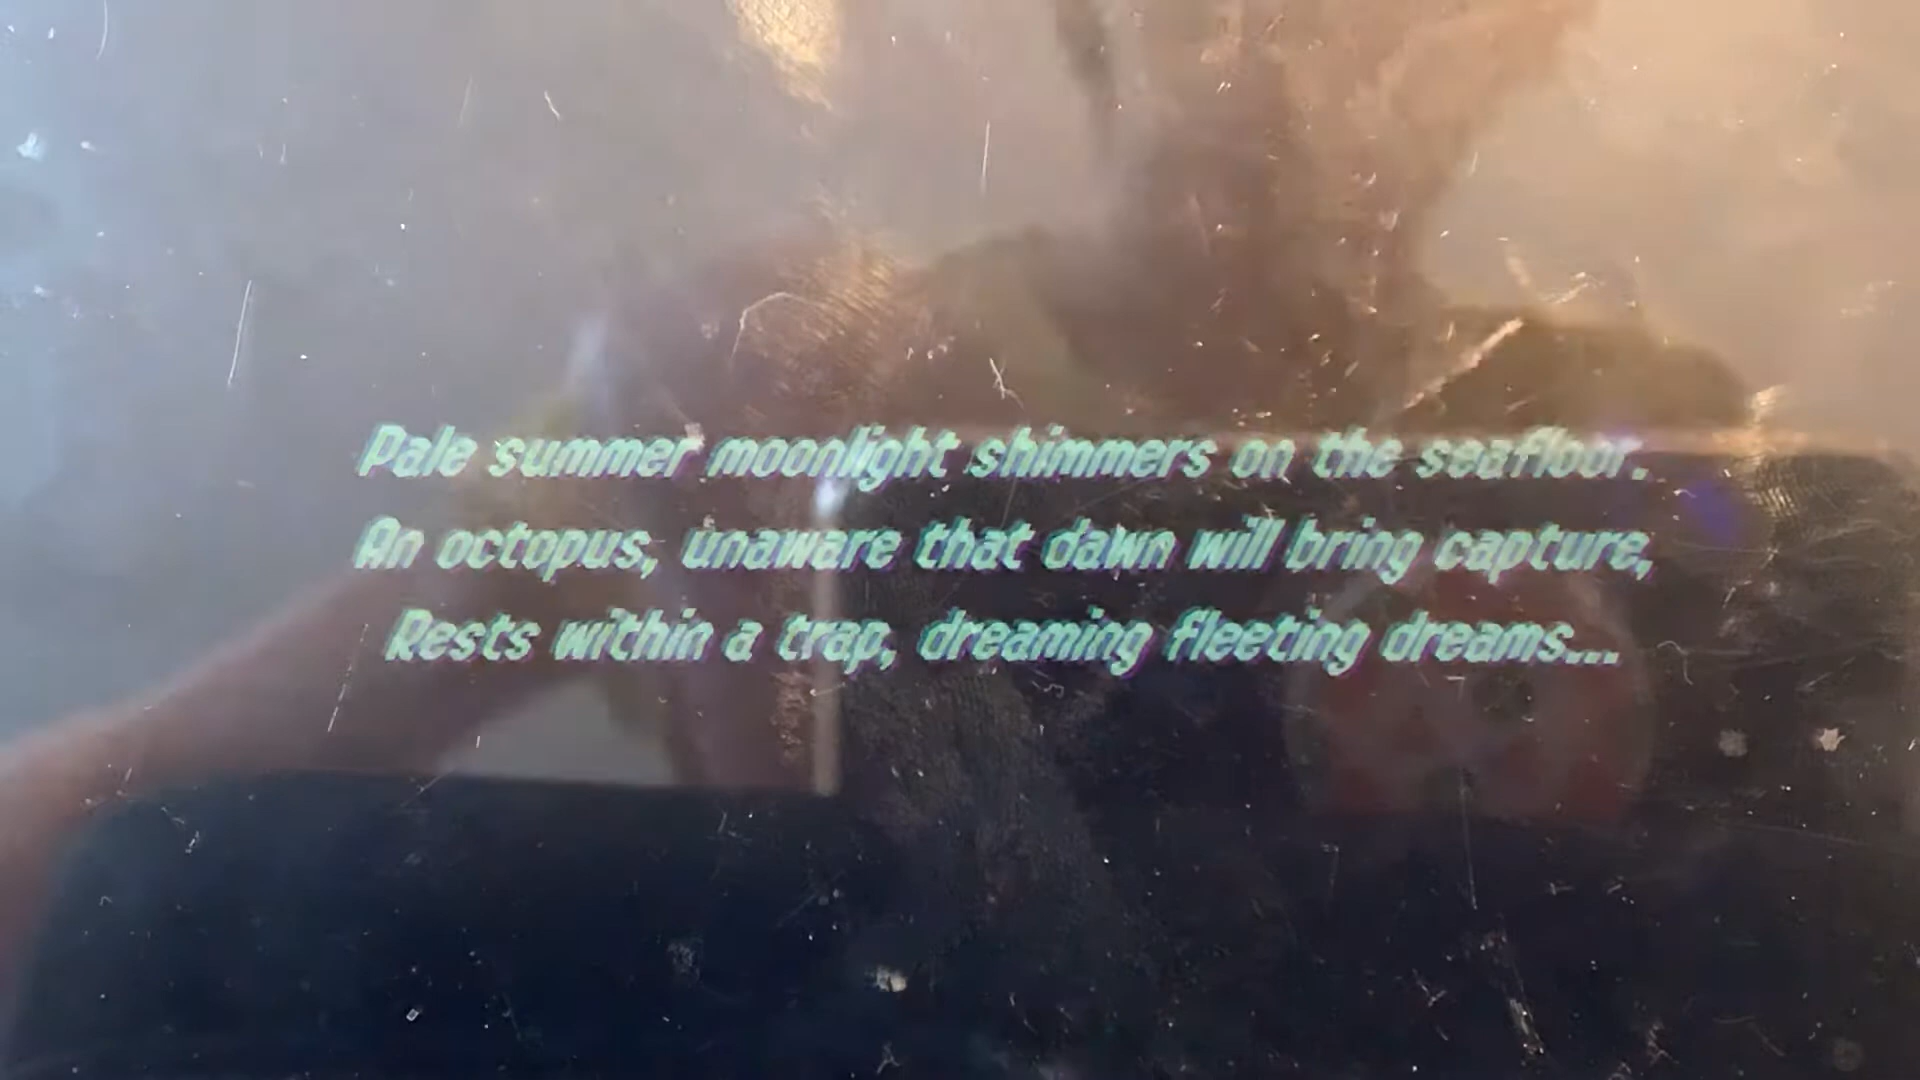 Pale summer moonlight shimmers on the seafloor.
An octopus, unaware that dawn will bring capture,
Rests within a trap, dreaming fleeting dreams...